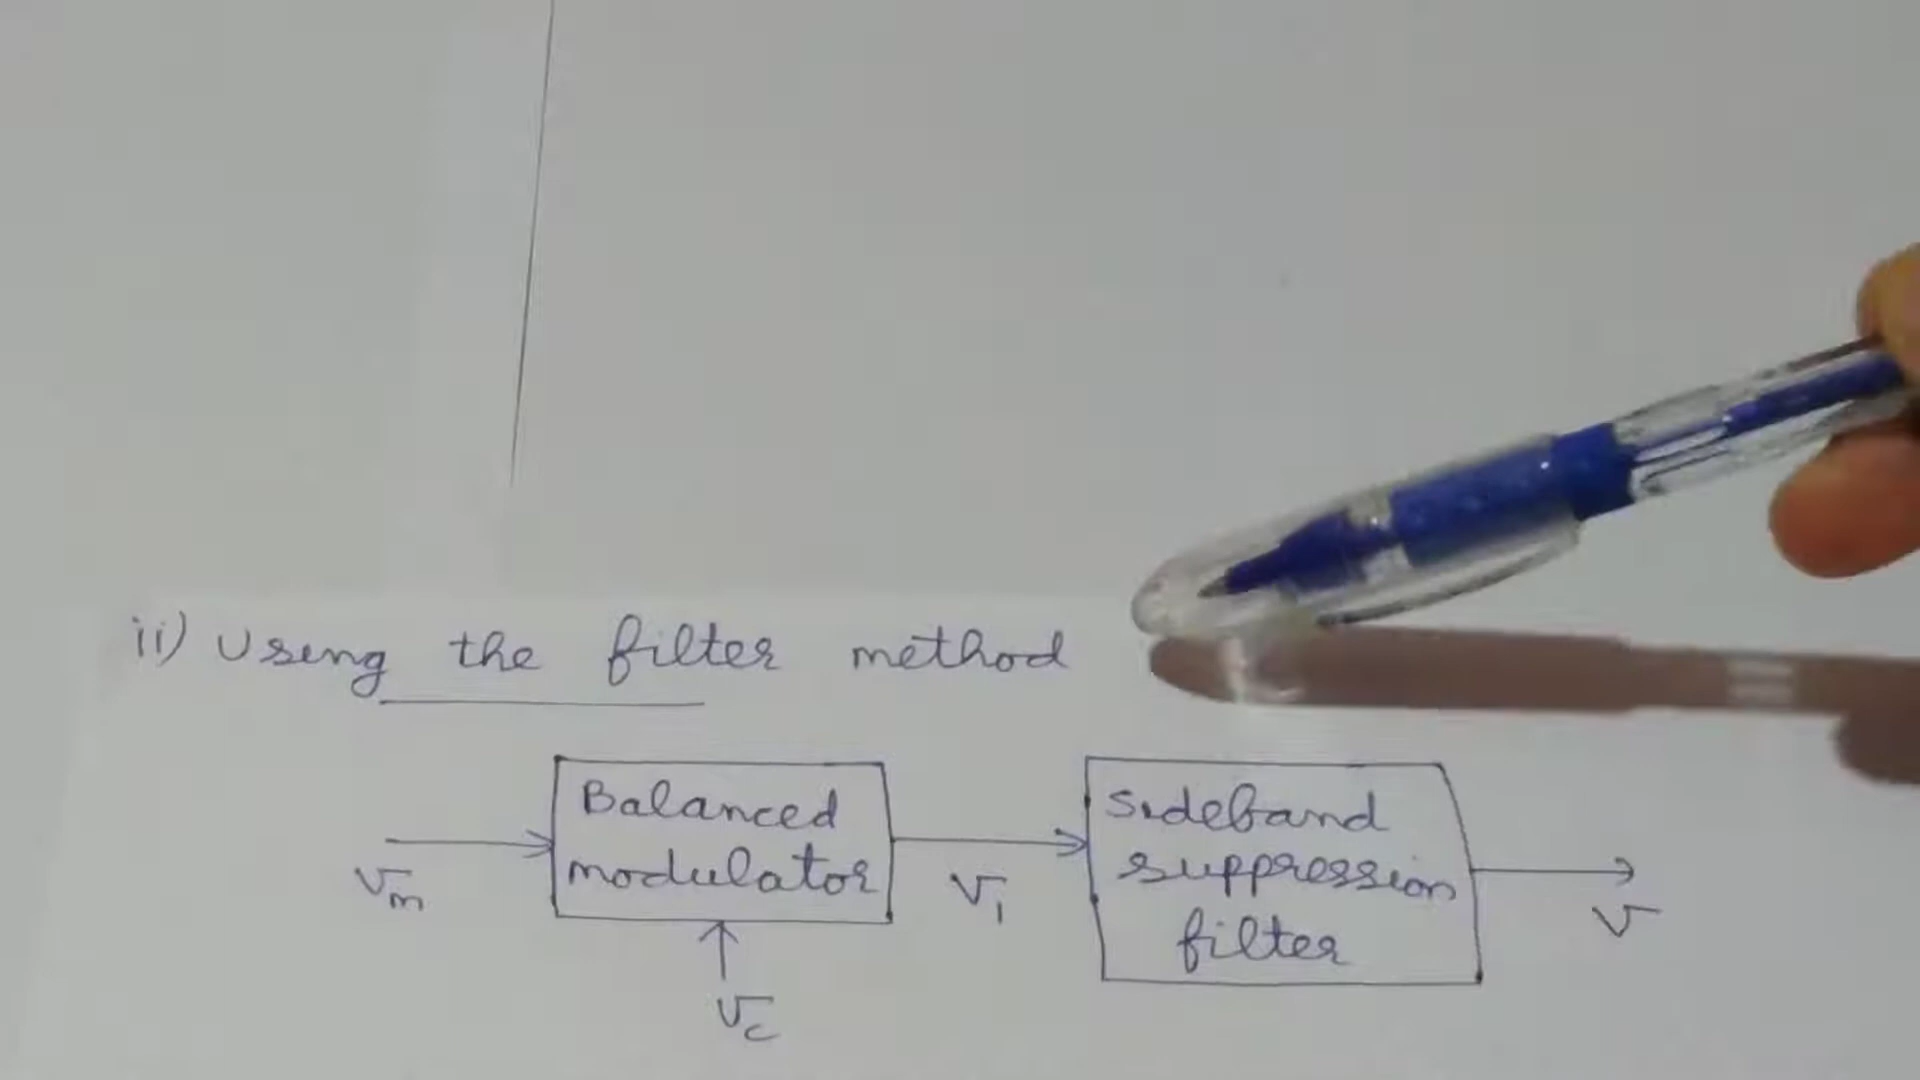 ii) Using the filter method
Balanced
modulator
Sideband
suppression
filter
Vm
V1
V
Vc